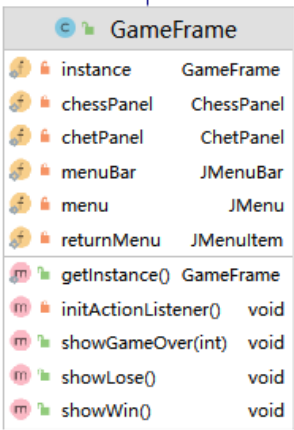 GameFrame
instance GameFrame
chessPanel ChessPanel
chetPanel ChetPanel
menuBar JMenuBar
menu JMenu
returnMenu JMenuItem
getInstance() GameFrame
initActionListener() void
showGameOver(int) void
showLose() void
showWin() void